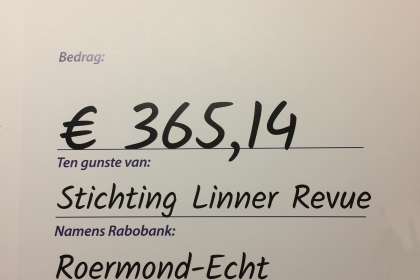 Bedrag:
€ 365,14
Ten gunste van:
Stichting Linner Revue
Namens Rabobank:
Roermond-Echt